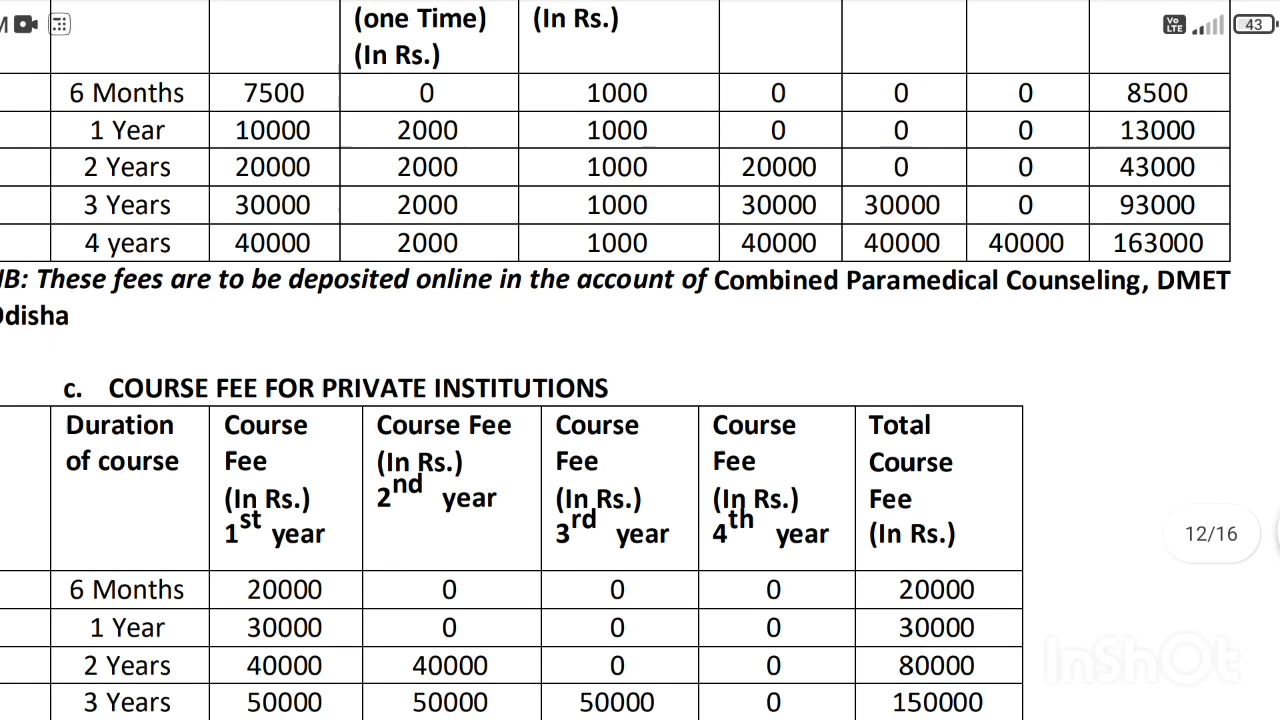 (one Time) (In Rs.)
(In Rs.)
Vo LTE 43
6 Months 7500 0 1000 0 0 0 8500
1 Year 10000 2000 1000 0 0 0 13000
2 Years 20000 2000 1000 20000 0 0 43000
3 Years 30000 2000 1000 30000 30000 0 93000
4 years 40000 2000 1000 40000 40000 40000 163000
B: These fees are to be deposited online in the account of Combined Paramedical Counseling, DMET
disha
c. COURSE FEE FOR PRIVATE INSTITUTIONS
Duration Course Course Fee Course Course Total
of course Fee (In Rs.) Fee Fee Course
(In Rs.) 2nd year (In Rs.) (In Rs.) Fee
1st year 3rd year 4th year (In Rs.)
12/16
6 Months 20000 0 0 0 20000
1 Year 30000 0 0 0 30000
2 Years 40000 40000 0 0 80000
3 Years 50000 50000 50000 0 150000
InShOt